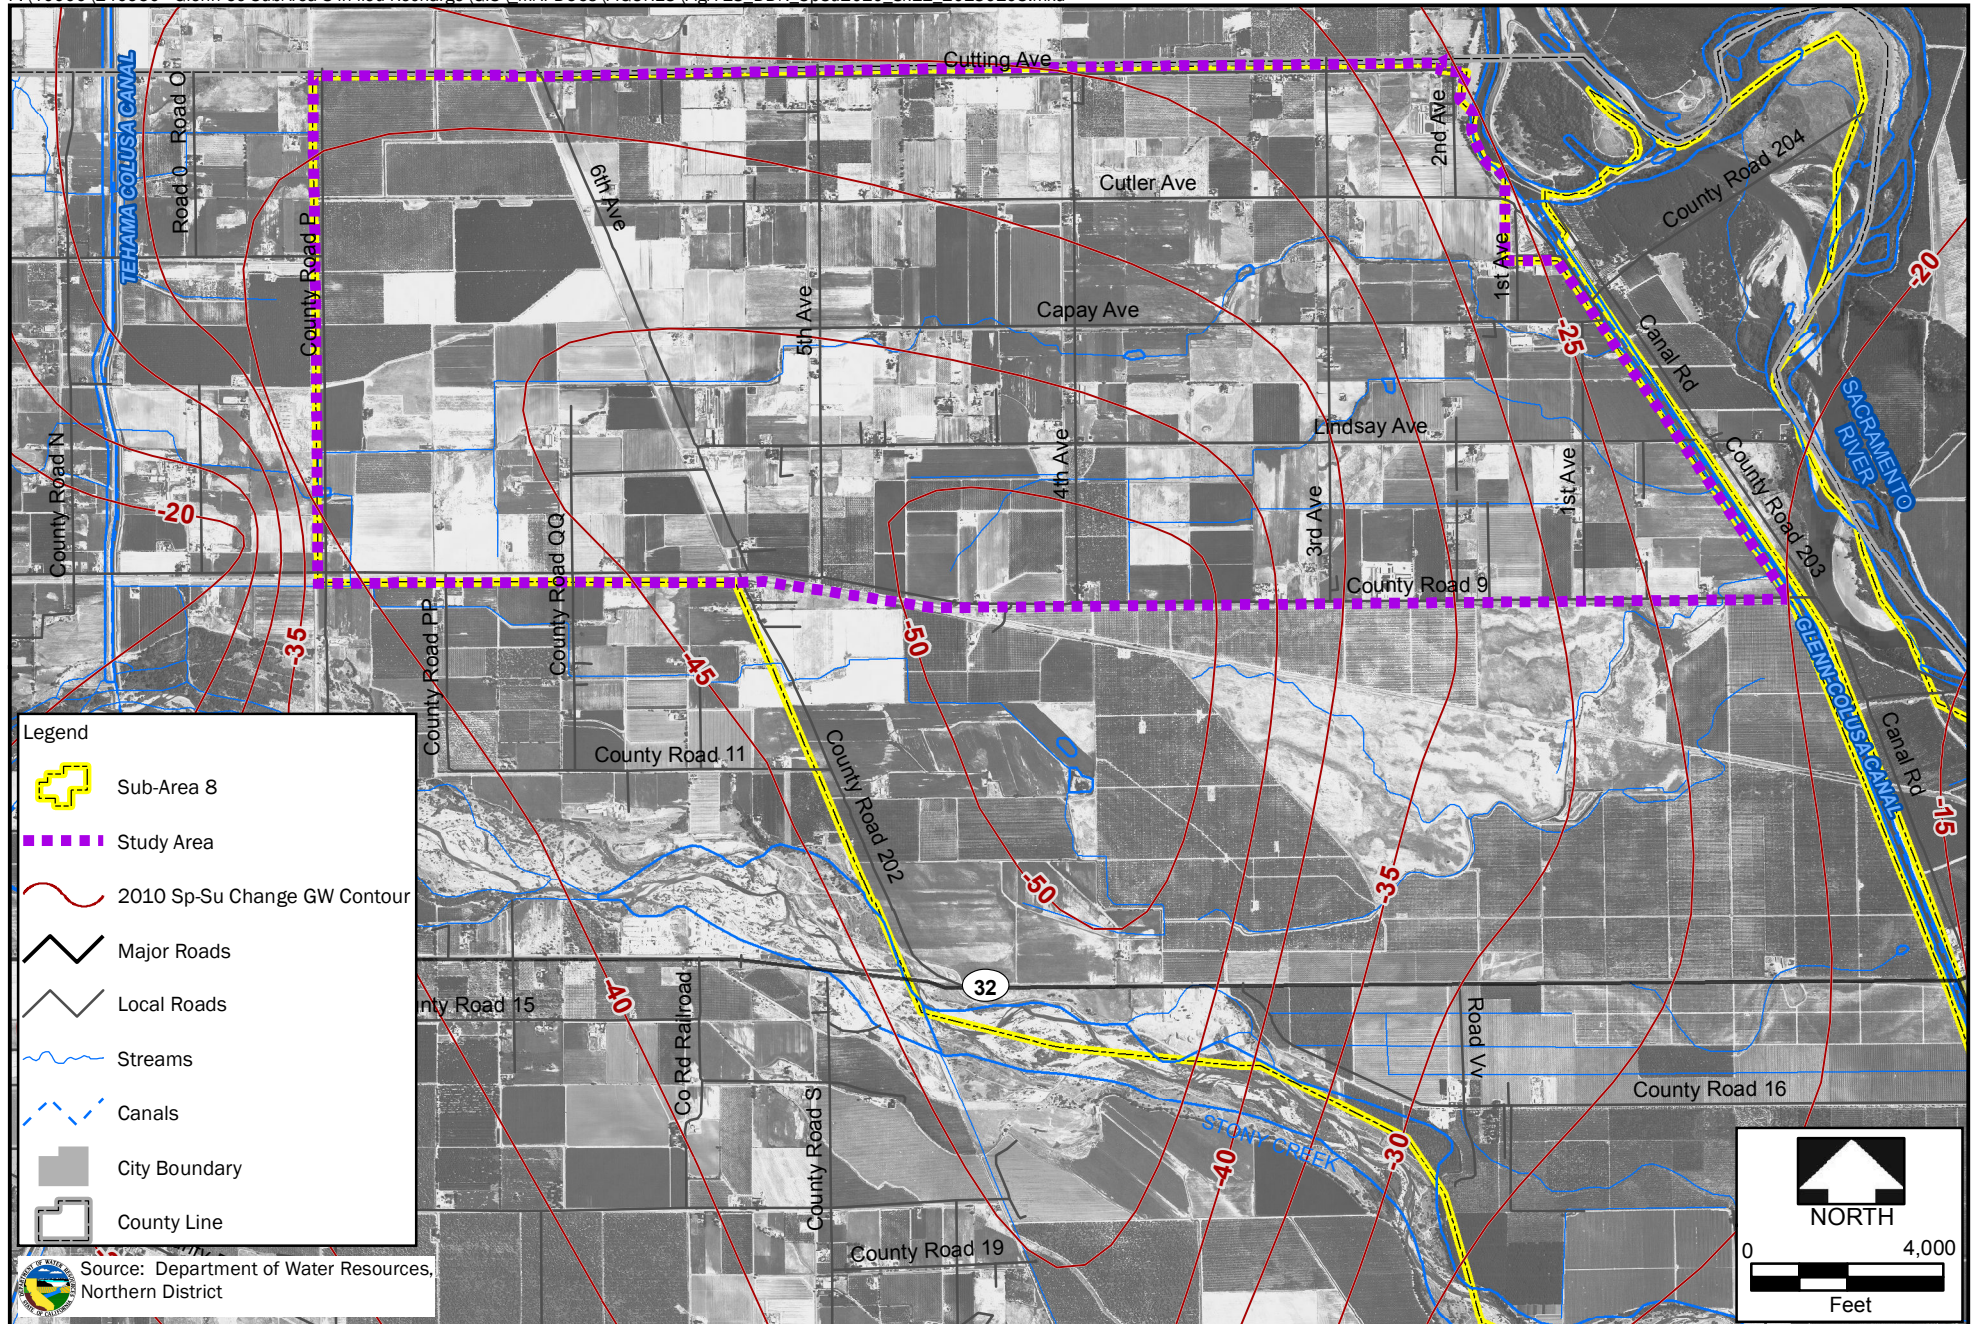 Cutting Ave
TEHAMA COLUSA CANAL
Road O
Road O
2nd Ave
County Road 204
6th Ave
Cutler Ave
County Road P
1st Ave
-20
5th Ave
Capay Ave
-25
Canal Rd
SACRAMENTO
RIVER
County Road N
Lindsay Ave
4th Ave
1st Ave
3rd Ave
County Road 203
-20
County Road QQ
County Road 9
-35
County Road PP
-50
-45
GLENN-COLUSA CANAL
Canal Rd
County Road 11
County Road 202
-15
-50
-35
32
-40
nty Road 15
Co Rd Railroad
Road Vv
County Road S
County Road 16
STONY CREEK
-40
-30
County Road 19
Legend
Sub-Area 8
Study Area
2010 Sp-Su Change GW Contour
Major Roads
Local Roads
Streams
Canals
City Boundary
County Line
Source: Department of Water Resources,
Northern District
NORTH
0 4,000
Feet